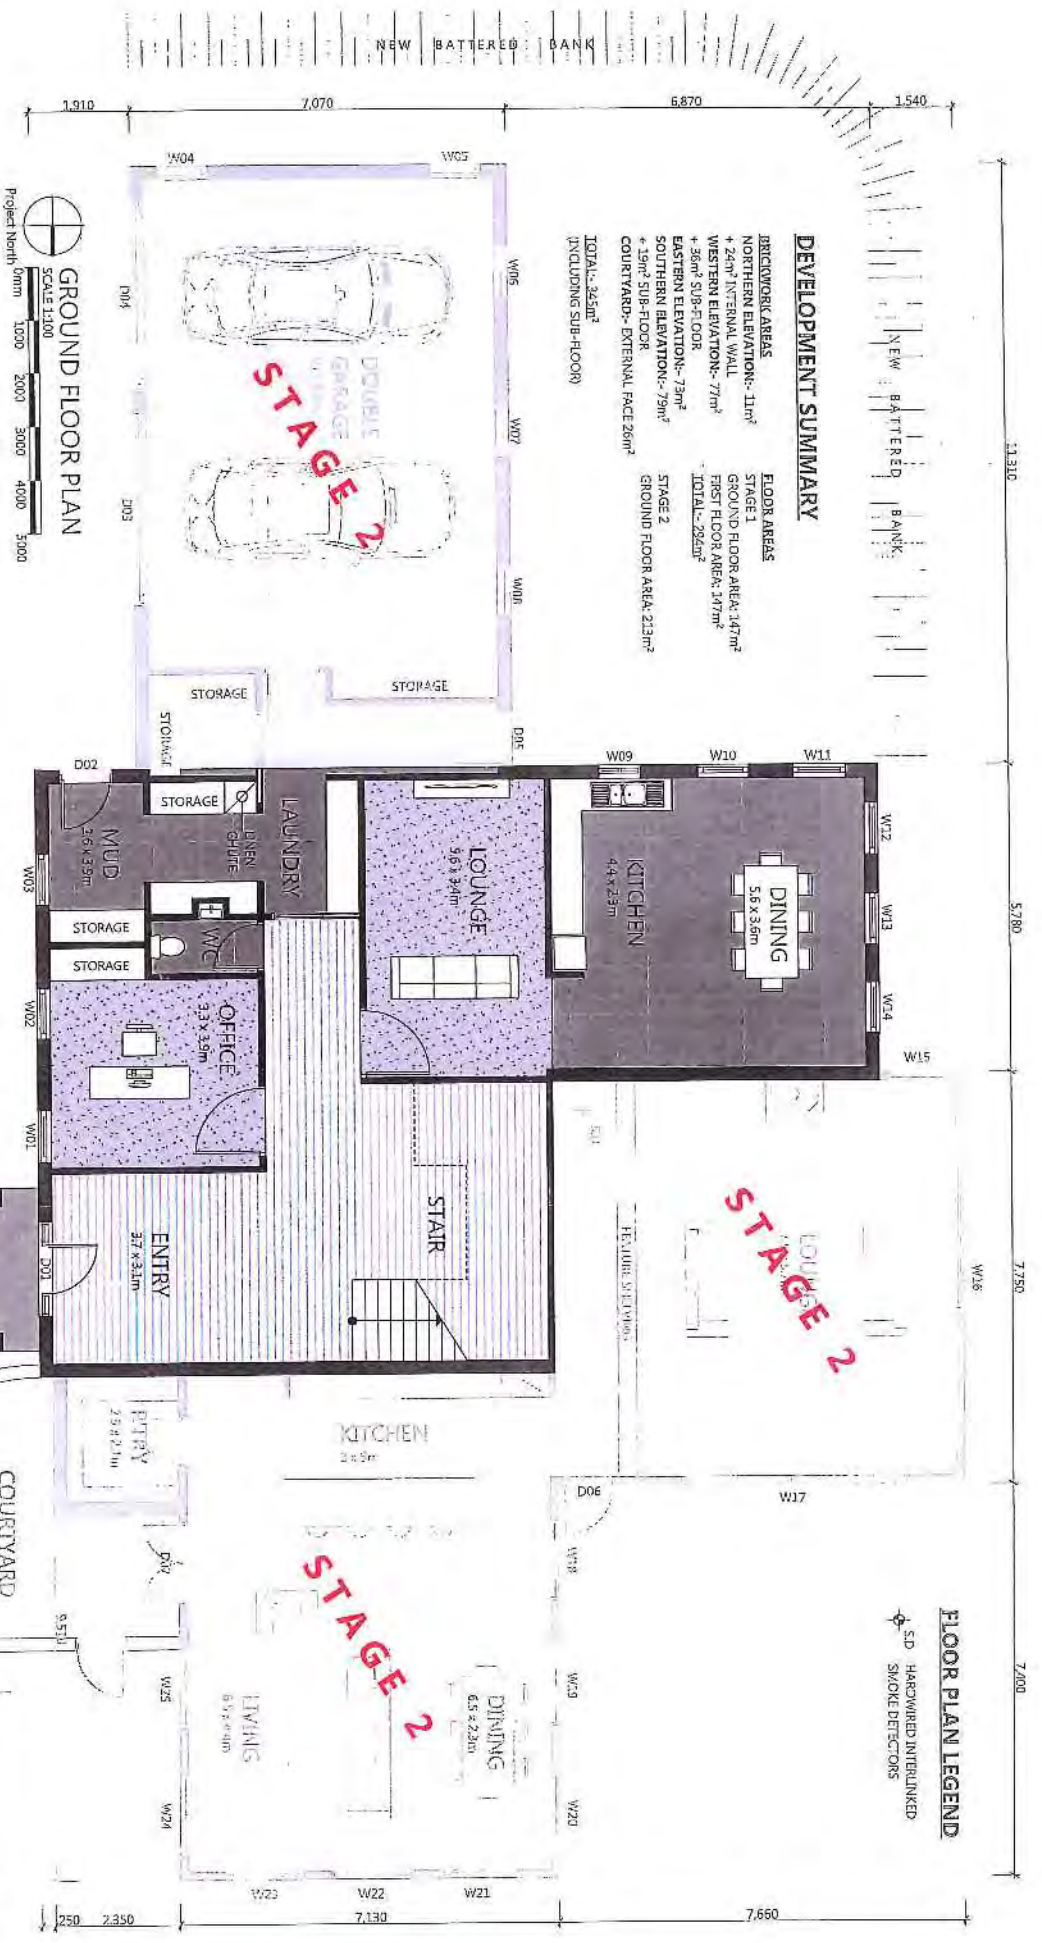 NEW BATTERED BANK
1,910
7,070
6,870
1,540
NEW BATTERED BANK
11,310
5,780
7,750
7,400
DEVELOPMENT SUMMARY
BRICKWORK AREAS
NORTHERN ELEVATION:- 11m²
+ 24m² INTERNAL WALL
WESTERN ELEVATION:- 77m²
+ 36m² SUB-FLOOR
EASTERN ELEVATION:- 73m²
SOUTHERN ELEVATION:- 79m²
+ 19m² SUB-FLOOR
COURTYARD:- EXTERNAL FACE 26m²
TOTAL:- 345m²
(INCLUDING SUB-FLOOR)
FLOOR AREAS
STAGE 1
GROUND FLOOR AREA: 147m²
FIRST FLOOR AREA: 147m²
TOTAL:- 294m²
STAGE 2
GROUND FLOOR AREA: 213m²
W04
W05
W06
W07
W08
D04
D03
D05
DOUBLE
GARAGE
STAGE 2
STORAGE
STORAGE
STORAGE
Project North
GROUND FLOOR PLAN
SCALE 1:100
0mm 1000 2000 3000 4000 5000
D02
W09
W10
W11
W12
W13
W14
W15
W16
W17
DINING
5.6 x 3.6m
KITCHEN
4.4 x 2.3m
LOUNGE
5.6 x 3.4m
LAUNDRY
STORAGE
LINEN
CHUTE
MUD
3.6 x 3.9m
STORAGE
STORAGE
WC
OFFICE
3.3 x 3.9m
W03
W02
W01
D01
ENTRY
3.7 x 3.1m
STAIR
STAGE 2
KITCHEN
P'TRY
D06
D07
W18
W19
W20
W21
W22
W23
W24
W25
STAGE 2
DINING
6.5 x 2.3m
LIVING
COURTYARD
FLOOR PLAN LEGEND
S.D HARDWIRED INTERLINKED
SMOKE DETECTORS
250
2,350
7,130
7,660